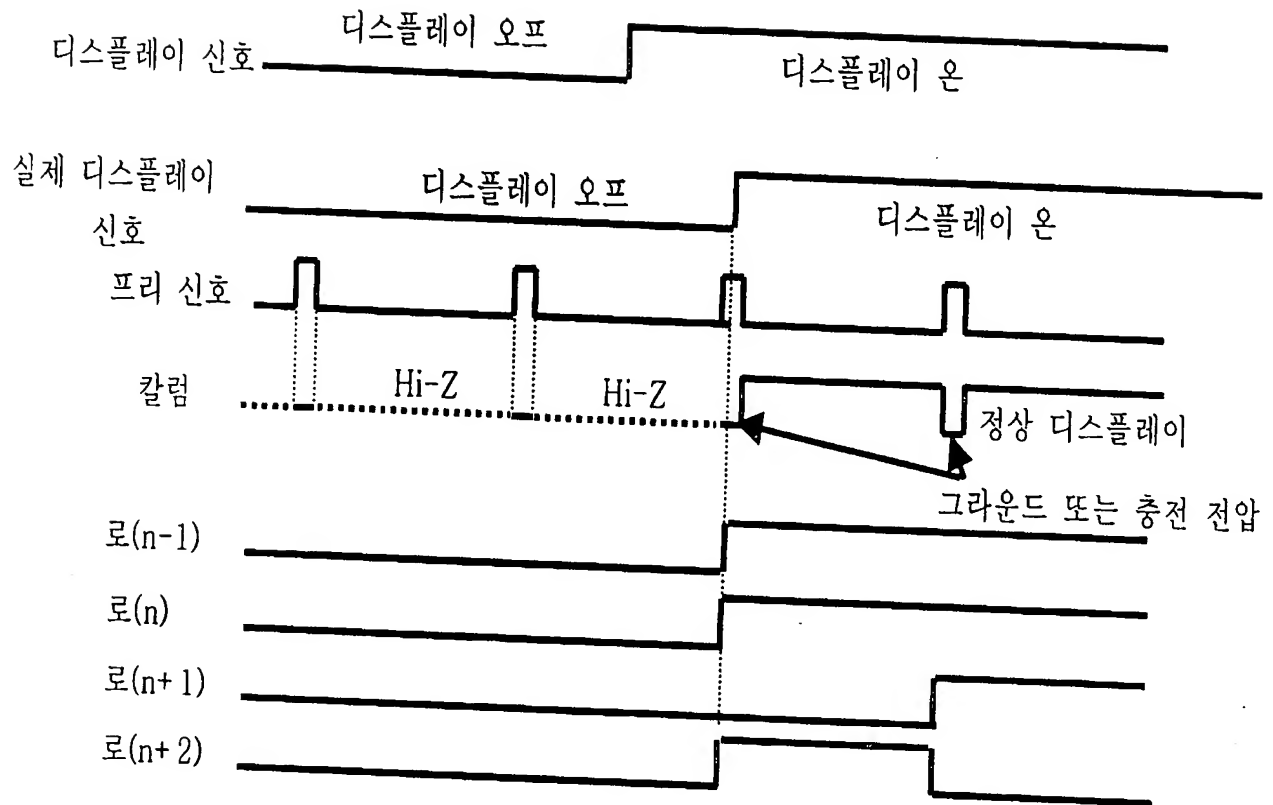 디스플레이 오프
디스플레이 신호
디스플레이 온
실제 디스플레이
신호
디스플레이 오프
디스플레이 온
프리 신호
칼럼
Hi-Z
Hi-Z
정상 디스플레이
그라운드 또는 충전 전압
로(n-1)
로(n)
로(n+1)
로(n+2)